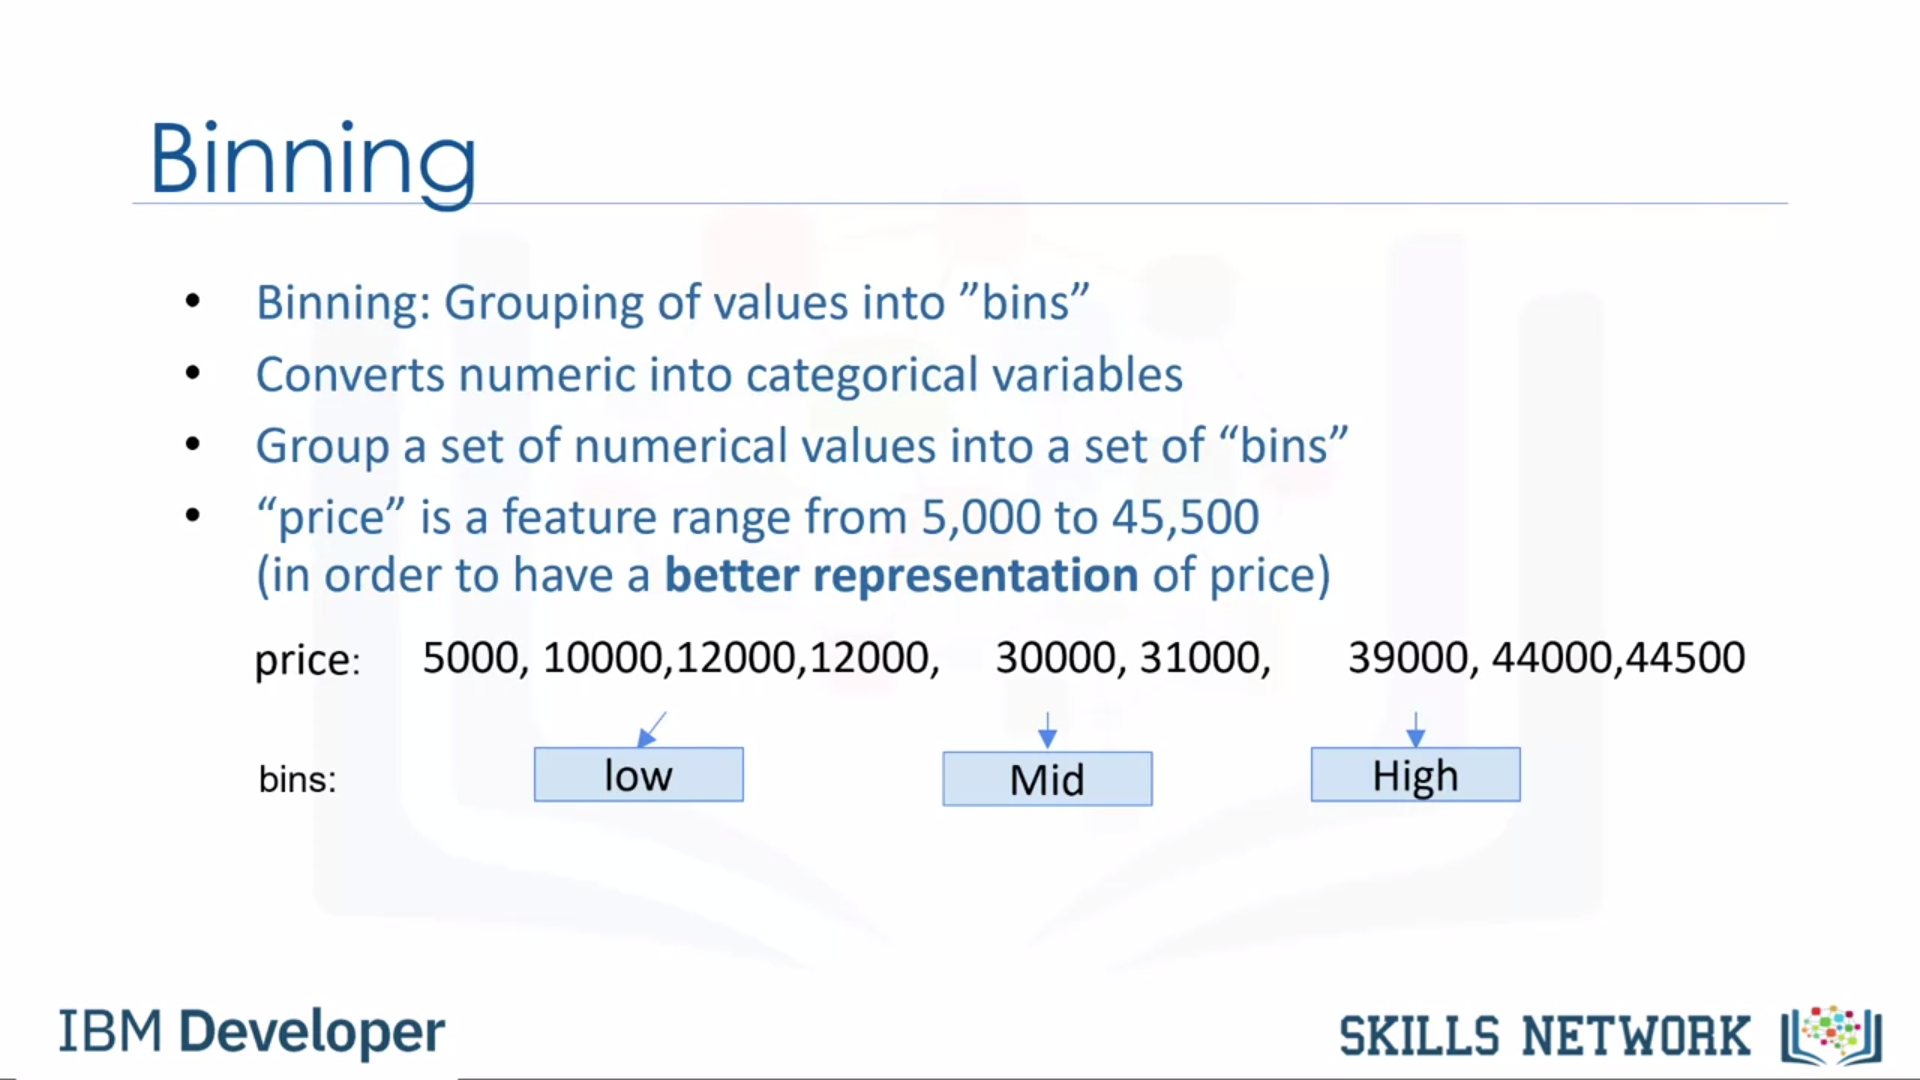 Binning
• Binning: Grouping of values into ”bins”
• Converts numeric into categorical variables
• Group a set of numerical values into a set of “bins”
• “price” is a feature range from 5,000 to 45,500
(in order to have a better representation of price)
price: 5000, 10000,12000,12000, 30000, 31000, 39000, 44000,44500
bins: low Mid High
IBM Developer SKILLS NETWORK